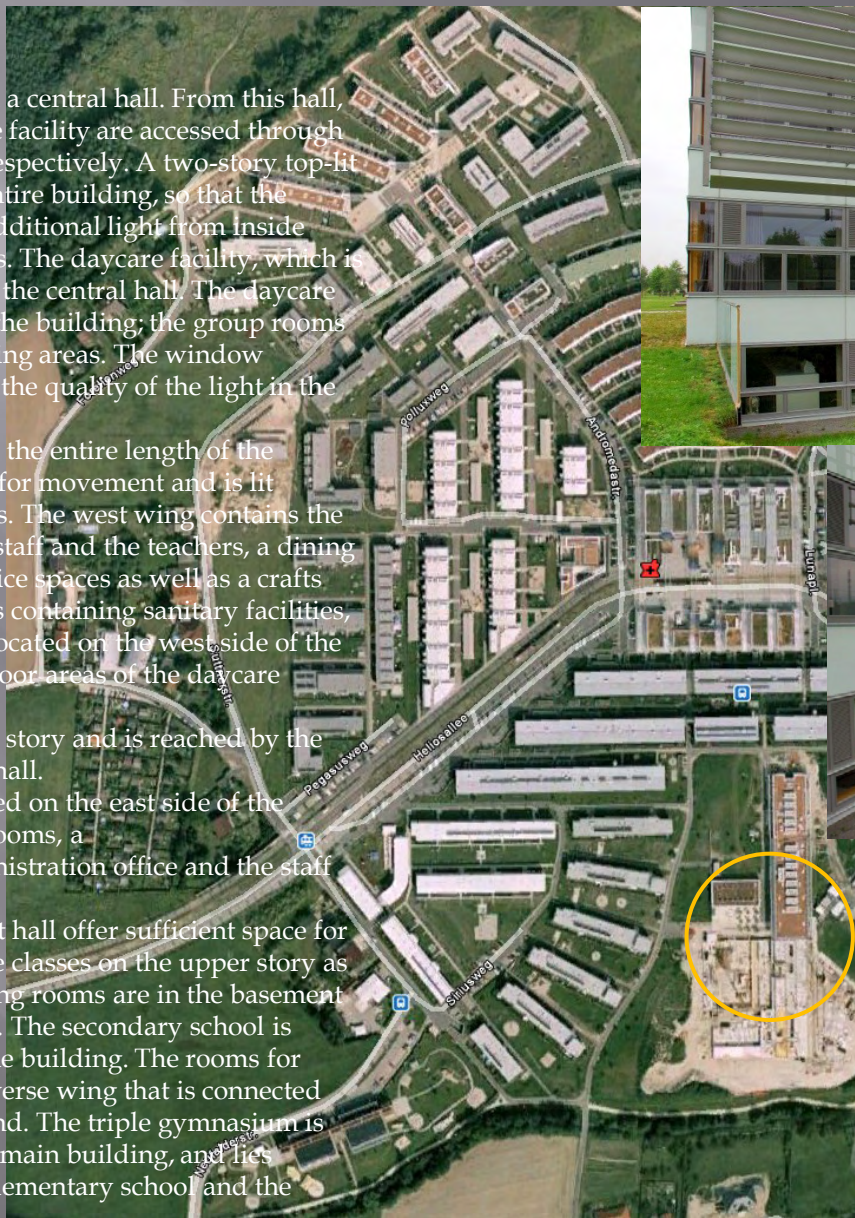 a central hall. From this hall,
facility are accessed through
espectively. A two-story top-lit
tire building, so that the
dditional light from inside
s. The daycare facility, which is
the central hall. The daycare
he building; the group rooms
ing areas. The window
the quality of the light in the
the entire length of the
for movement and is lit
s. The west wing contains the
staff and the teachers, a dining
ice spaces as well as a crafts
s containing sanitary facilities,
ocated on the west side of the
oor areas of the daycare
story and is reached by the
hall.
ed on the east side of the
ooms, a
nistration office and the staff
t hall offer sufficient space for
e classes on the upper story as
ng rooms are in the basement
. The secondary school is
e building. The rooms for
verse wing that is connected
nd. The triple gymnasium is
main building, and lies
lementary school and the
Polluxweg
Andromedastr.
Lunapl.
Suttnerstr.
Pegasusweg
Heliosallee
Siriusweg